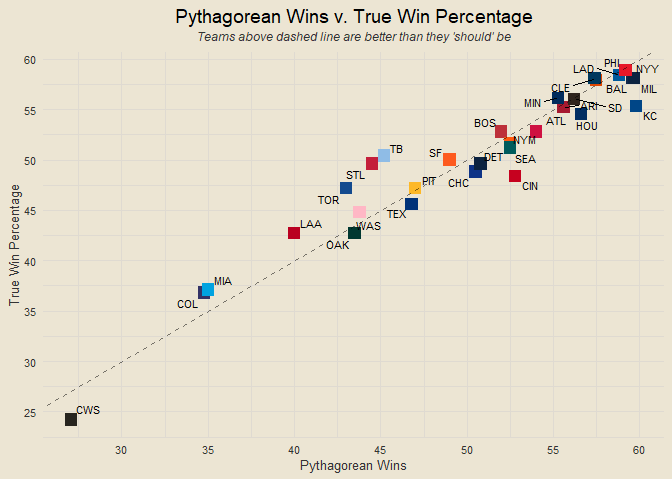 Pythagorean Wins v. True Win Percentage
Teams above dashed line are better than they 'should' be
True Win Percentage
60
55
50
45
40
35
30
25
PHI
LAD
NYY
CLE
BAL
MIL
MIN
ARI
SD
KC
BOS
ATL
HOU
TB
SF
NYM
DET
SEA
STL
TOR
PIT
CHC
CIN
TEX
LAA
WAS
OAK
MIA
COL
CWS
30
35
40
45
50
55
60
Pythagorean Wins